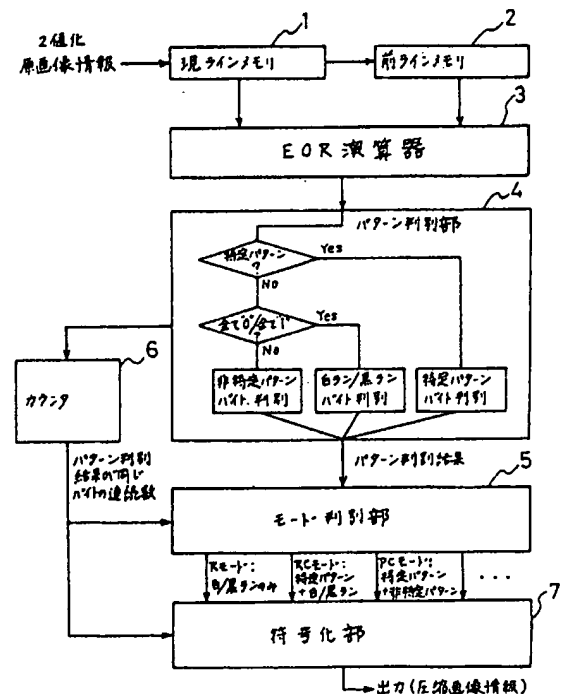 1
2
2値化
原画像情報
現ラインメモリ
前ラインメモリ
3
EOR演算器
4
パターン判別部
特定パターン
?
Yes
No
全て"0"/全て"1"
?
Yes
No
6
カウンタ
非特定パターン
バイト判別
白ラン/黒ラン
バイト判別
特定パターン
バイト判別
パターン判別
結果の同じ
バイトの連続数
パターン判別結果
5
モード判別部
Rモード:
白/黒ランのみ
RCモード:
特定パターン
+白/黒ラン
PCモード:
特定パターン
+非特定パターン
...
7
符号化部
出力(圧縮画像情報)